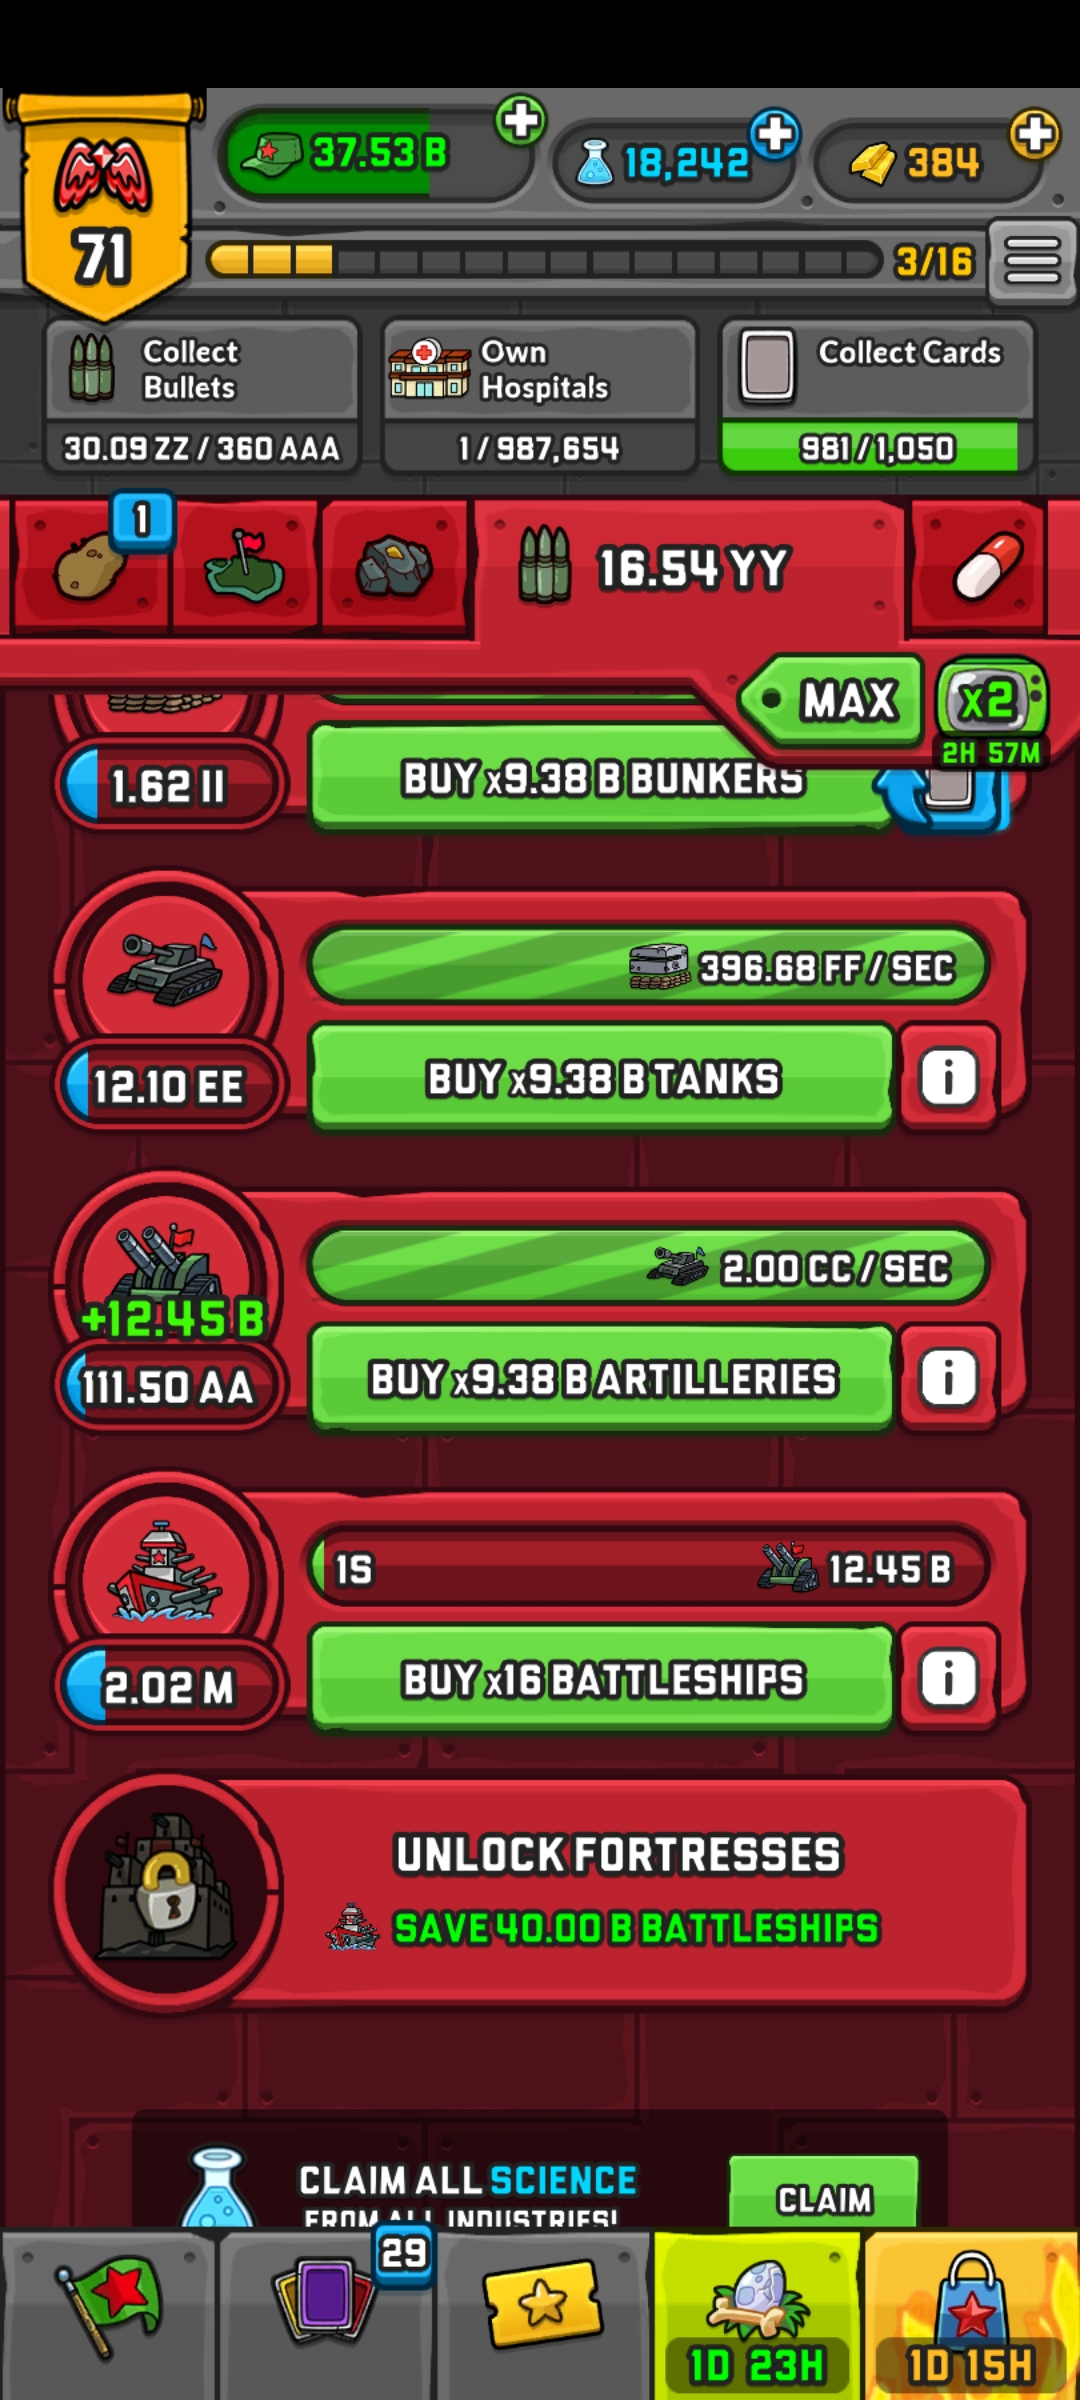 37.53 B
18,242
384
71
3/16
Collect
Bullets
30.09 ZZ / 360 AAA
Own
Hospitals
1 / 987,654
Collect Cards
981 / 1,050
1
16.54 YY
MAX
x2
2H 57M
1.62 II
BUY x9.38 B BUNKERS
396.68 FF / SEC
12.10 EE
BUY x9.38 B TANKS
i
2.00 CC / SEC
+12.45 B
111.50 AA
BUY x9.38 B ARTILLERIES
i
1S
12.45 B
2.02 M
BUY x16 BATTLESHIPS
i
UNLOCK FORTRESSES
SAVE 40.00 B BATTLESHIPS
CLAIM ALL SCIENCE
FROM ALL INDUSTRIES!
CLAIM
29
1D 23H
1D 15H